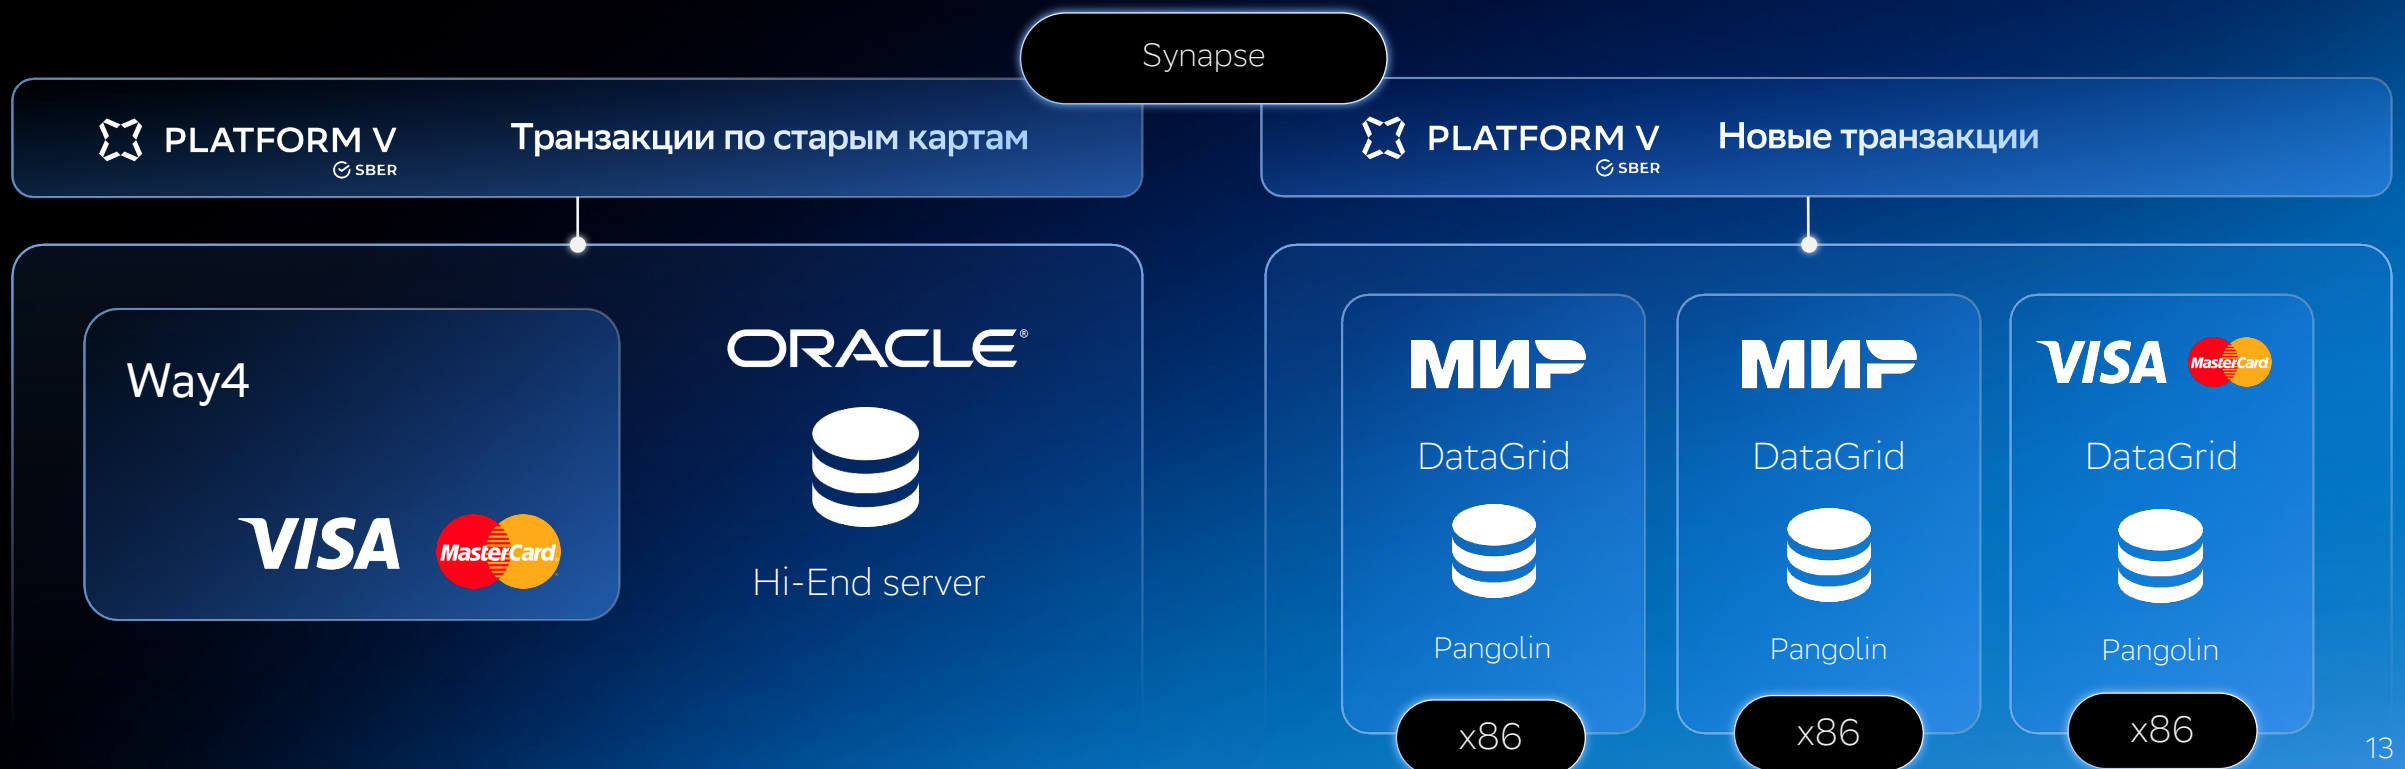 Synapse
PLATFORM V
SBER
Транзакции по старым картам
PLATFORM V
SBER
Новые транзакции
Way4
VISA
MasterCard
ORACLE®
Hi-End server
МИР
DataGrid
Pangolin
x86
МИР
DataGrid
Pangolin
x86
VISA
MasterCard
DataGrid
Pangolin
x86
13